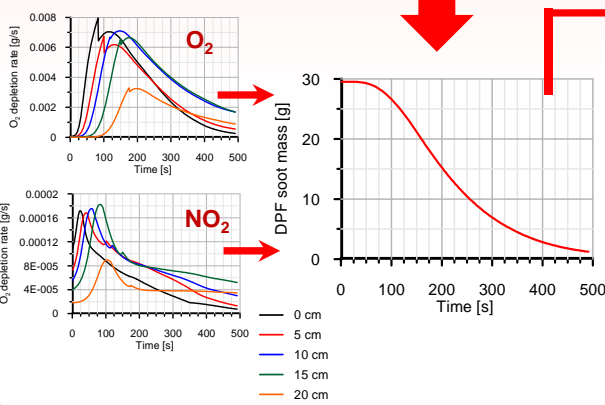 0.008
0.006
0.004
0.002
0
O₂ depletion rate [g/s]
O₂
0 100 200 300 400 500
Time [s]
0.0002
0.00016
0.00012
8E-005
4E-005
0
O₂ depletion rate [g/s]
NO₂
0 100 200 300 400 500
Time [s]
0 cm
5 cm
10 cm
15 cm
20 cm
30
20
10
0
DPF soot mass [g]
0 100 200 300 400 500
Time [s]